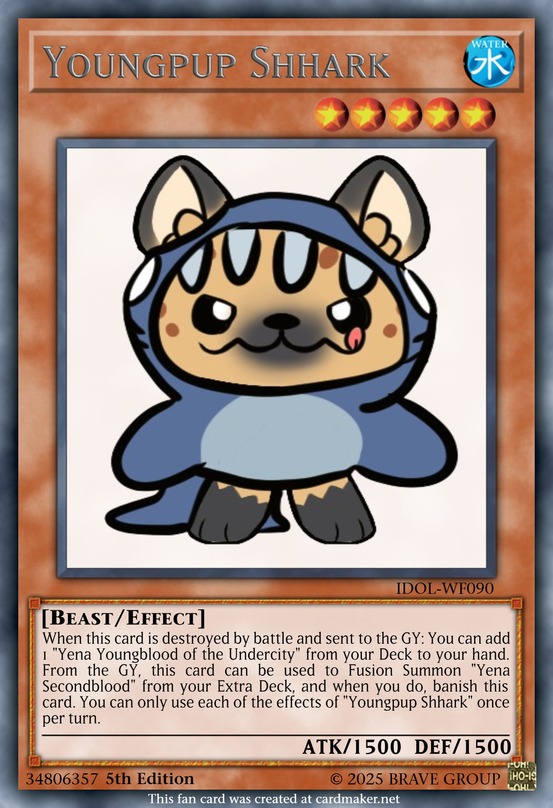 Youngpup Shhark
WATER
水
IDOL-WF090
[Beast/Effect]
When this card is destroyed by battle and sent to the GY: You can add
1 "Yena Youngblood of the Undercity" from your Deck to your hand.
From the GY, this card can be used to Fusion Summon "Yena
Secondblood" from your Extra Deck, and when you do, banish this
card. You can only use each of the effects of "Youngpup Shhark" once
per turn.
ATK/1500 DEF/1500
34806357 5th Edition
© 2025 BRAVE GROUP
This fan card was created at cardmaker.net